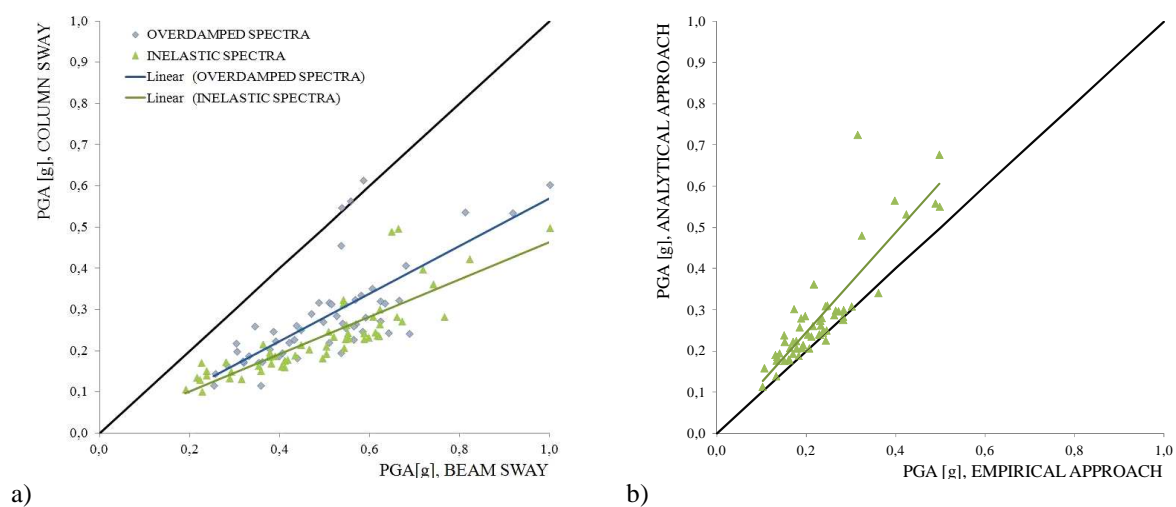 PGA [g], COLUMN SWAY
1,0
0,9
0,8
0,7
0,6
0,5
0,4
0,3
0,2
0,1
0,0
OVERDAMPED SPECTRA
INELASTIC SPECTRA
Linear (OVERDAMPED SPECTRA)
Linear (INELASTIC SPECTRA)
0,0 0,2 0,4 0,6 0,8 1,0
PGA[g], BEAM SWAY
a)
PGA [g], ANALYTICAL APPROACH
1,0
0,9
0,8
0,7
0,6
0,5
0,4
0,3
0,2
0,1
0,0
0,0 0,2 0,4 0,6 0,8 1,0
PGA [g], EMPIRICAL APPROACH
b)